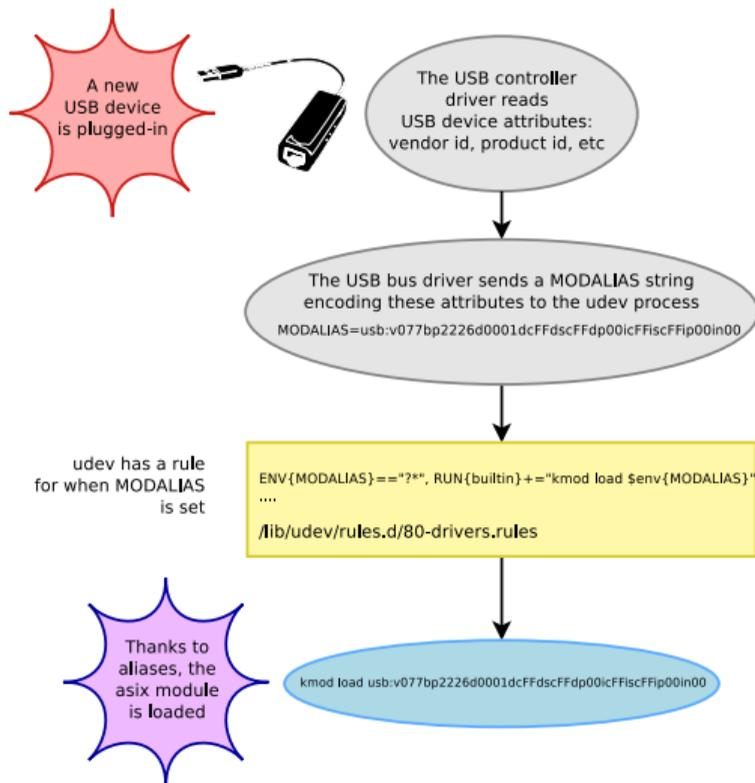 A new
USB device
is plugged-in
The USB controller
driver reads
USB device attributes:
vendor id, product id, etc
The USB bus driver sends a MODALIAS string
encoding these attributes to the udev process
MODALIAS=usb:v077bp2226d0001dcFFdscFFdp00icFFiscFFip00in00
udev has a rule
for when MODALIAS
is set
ENV{MODALIAS}=="?*", RUN{builtin}+="kmod load $env{MODALIAS}"
....
/lib/udev/rules.d/80-drivers.rules
Thanks to
aliases, the
asix module
is loaded
kmod load usb:v077bp2226d0001dcFFdscFFdp00icFFiscFFip00in00